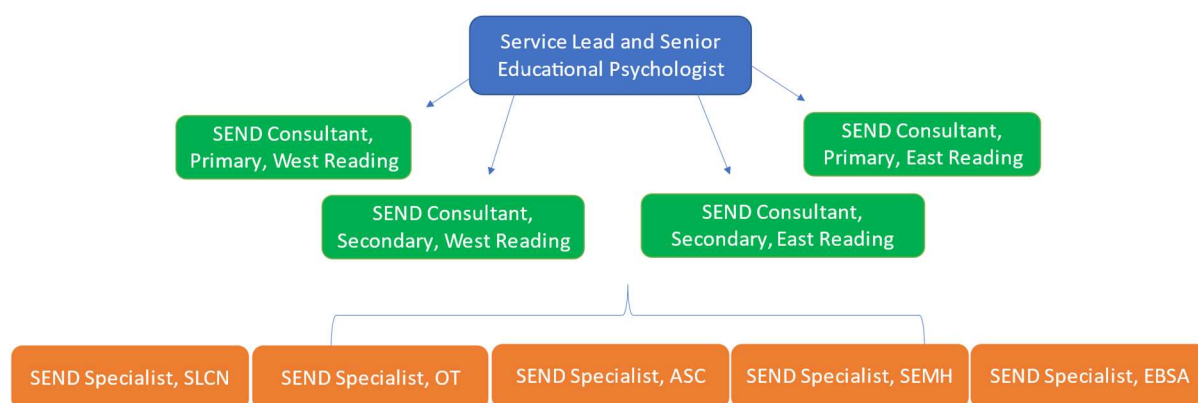 Service Lead and Senior
Educational Psychologist
SEND Consultant,
Primary, West Reading
SEND Consultant,
Primary, East Reading
SEND Consultant,
Secondary, West Reading
SEND Consultant,
Secondary, East Reading
SEND Specialist, SLCN
SEND Specialist, OT
SEND Specialist, ASC
SEND Specialist, SEMH
SEND Specialist, EBSA